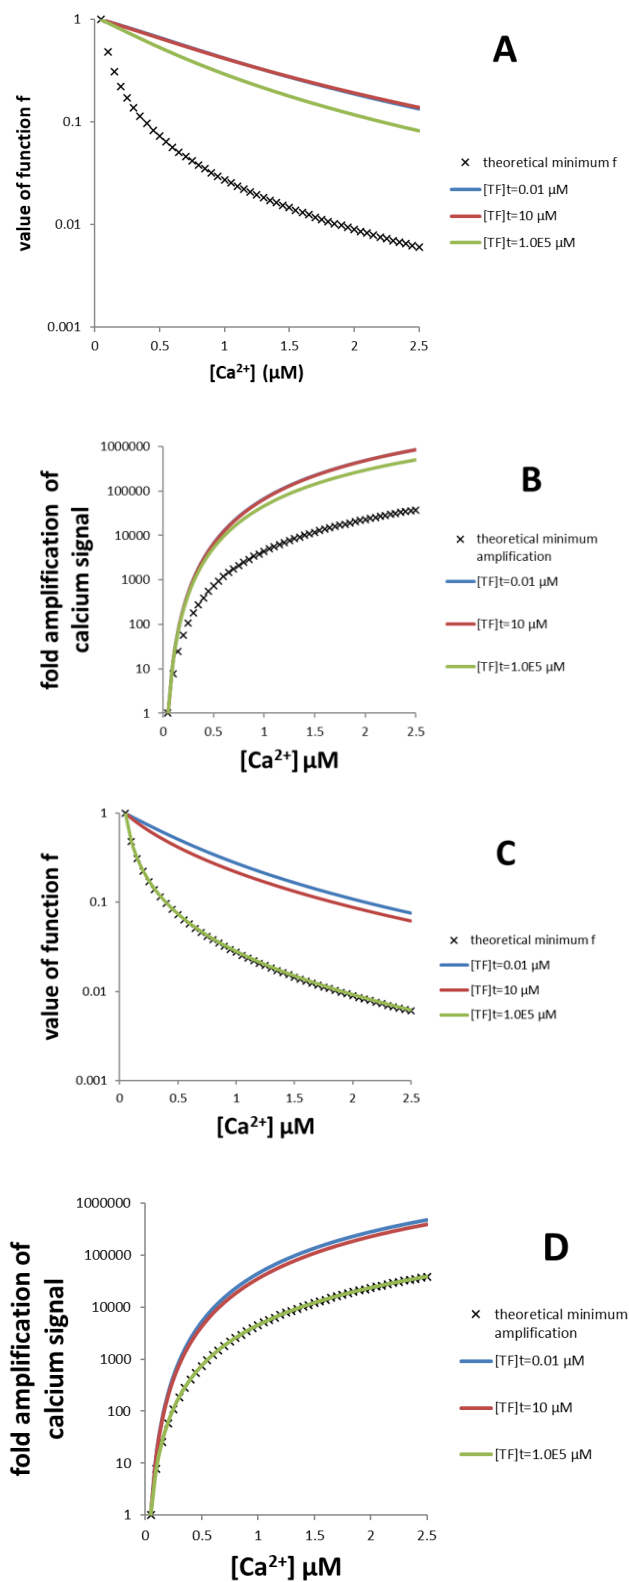 A
value of function f
1
0.1
0.01
0.001
0
0.5
1
1.5
2
2.5
[Ca²⁺] (μM)
theoretical minimum f
[TF]t=0.01 μM
[TF]t=10 μM
[TF]t=1.0E5 μM
B
fold amplification of
calcium signal
1000000
100000
10000
1000
100
10
1
0
0.5
1
1.5
2
2.5
[Ca²⁺] μM
theoretical minimum
amplification
[TF]t=0.01 μM
[TF]t=10 μM
[TF]t=1.0E5 μM
C
value of function f
1
0.1
0.01
0.001
0
0.5
1
1.5
2
2.5
[Ca²⁺] μM
theoretical minimum f
[TF]t=0.01 μM
[TF]t=10 μM
[TF]t=1.0E5 μM
D
fold amplification of
calcium signal
1000000
100000
10000
1000
100
10
1
0
0.5
1
1.5
2
2.5
[Ca²⁺] μM
theoretical minimum
amplification
[TF]t=0.01 μM
[TF]t=10 μM
[TF]t=1.0E5 μM